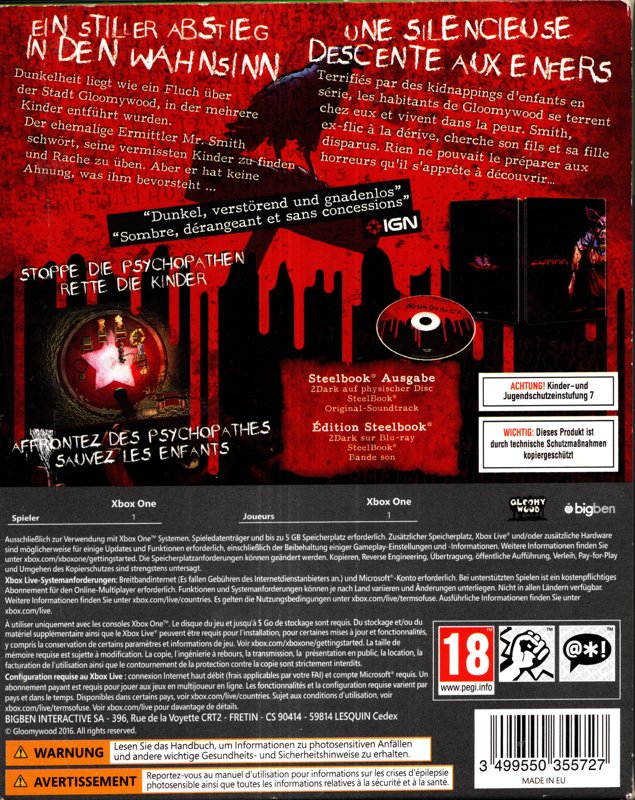 EIN STILLER ABSTIEG
IN DEN WAHNSINN
Dunkelheit liegt wie ein Fluch über
der Stadt Gloomywood, in der mehrere
Kinder entführt wurden.
Der ehemalige Ermittler Mr. Smith
schwört, seine vermissten Kinder zu finden
und Rache zu üben. Aber er hat keine
Ahnung, was ihm bevorsteht ...
UNE SILENCIEUSE
DESCENTE AUX ENFERS
Terrifiés par des kidnappings d'enfants en
série, les habitants de Gloomywood se terrent
chez eux et vivent dans la peur. Smith,
ex-flic à la dérive, cherche son fils et sa fille
disparus. Rien ne pouvait le préparer aux
horreurs qu'il s'apprête à découvrir...
"Dunkel, verstörend und gnadenlos"
"Sombre, dérangeant et sans concessions"
IGN
STOPPE DIE PSYCHOPATHEN
RETTE DIE KINDER
AFFRONTEZ DES PSYCHOPATHES
SAUVEZ LES ENFANTS
SOUNDTRACK
Steelbook® Ausgabe
2Dark auf physischer Disc
SteelBook®
Original-Soundtrack
Édition Steelbook®
2Dark sur Blu-ray
SteelBook®
Bande son
ACHTUNG! Kinder-und
Jugendschutzeinstufung 7
WICHTIG: Dieses Produkt ist
durch technische Schutzmaßnahmen
kopiergeschützt
Xbox One
Spieler 1
Xbox One
Joueurs 1
GLOOMY
WOOD
bigben
Ausschließlich zur Verwendung mit Xbox One™ Systemen. Spieledatenträger und bis zu 5 GB Speicherplatz erforderlich. Zusätzlicher Speicherplatz, Xbox Live® und/oder zusätzliche Hardware
sind möglicherweise für einige Updates und Funktionen erforderlich, einschließlich der Beibehaltung einiger Gameplay-Einstellungen und -Informationen. Weitere Informationen finden Sie
unter xbox.com/xboxone/gettingstarted. Die Speicherplatzanforderungen können geändert werden. Kopieren, Reverse Engineering, Übertragung, öffentliche Aufführung, Verleih, Pay-for-Play
und Umgehen des Kopierschutzes sind strengstens untersagt.
Xbox Live-Systemanforderungen: Breitbandinternet (Es fallen Gebühren des Internetdienstanbieters an.) und Microsoft®-Konto erforderlich. Bei unterstützten Spielen ist ein kostenpflichtiges
Abonnement für den Online-Multiplayer erforderlich. Funktionen und Systemanforderungen können je nach Land variieren und Änderungen unterliegen. Nicht in allen Ländern verfügbar.
Weitere Informationen finden Sie unter xbox.com/live/countries. Es gelten die Nutzungsbedingungen unter xbox.com/live/termsofuse. Ausführliche Informationen finden Sie unter
xbox.com/live.
À utiliser uniquement avec les consoles Xbox One™. Le disque du jeu et jusqu'à 5 Go de stockage sont requis. Du stockage et/ou du
matériel supplémentaire ainsi que le Xbox Live® peuvent être requis pour l'installation, pour certaines mises à jour et fonctionnalités,
y compris la conservation de certains paramètres et informations de jeu. Voir xbox.com/xboxone/gettingstarted. La taille de
mémoire requise est sujette à modification. La copie, l'ingénierie à rebours, la transmission, la présentation en public, la location, la
facturation de l'utilisation ainsi que le contournement de la protection contre la copie sont strictement interdits.
Configuration requise au Xbox Live : connexion Internet haut débit (frais applicables par votre FAI) et compte Microsoft® requis. Un
abonnement payant est requis pour jouer aux jeux en multijoueur en ligne. Les fonctionnalités et la configuration requise varient par
pays et dans le temps. Disponibles dans certains pays, voir xbox.com/live/countries. Sujet aux conditions d'utilisation, voir
xbox.com/live/termsofuse. Voir xbox.com/live pour davantage de détails.
BIGBEN INTERACTIVE SA - 396, Rue de la Voyette CRT2 - FRETIN - CS 90414 - 59814 LESQUIN Cedex
© Gloomywood 2016. All rights reserved.
18
www.pegi.info
@*!
WARNUNG
Lesen Sie das Handbuch, um Informationen zu photosensitiven Anfällen
und andere wichtige Gesundheits- und Sicherheitshinweise zu erhalten.
AVERTISSEMENT
Reportez-vous au manuel d'utilisation pour informations sur les crises d'épilepsie
photosensible ainsi que toutes les informations relatives à la sécurité et à la santé.
3 499550 355727
MADE IN EU